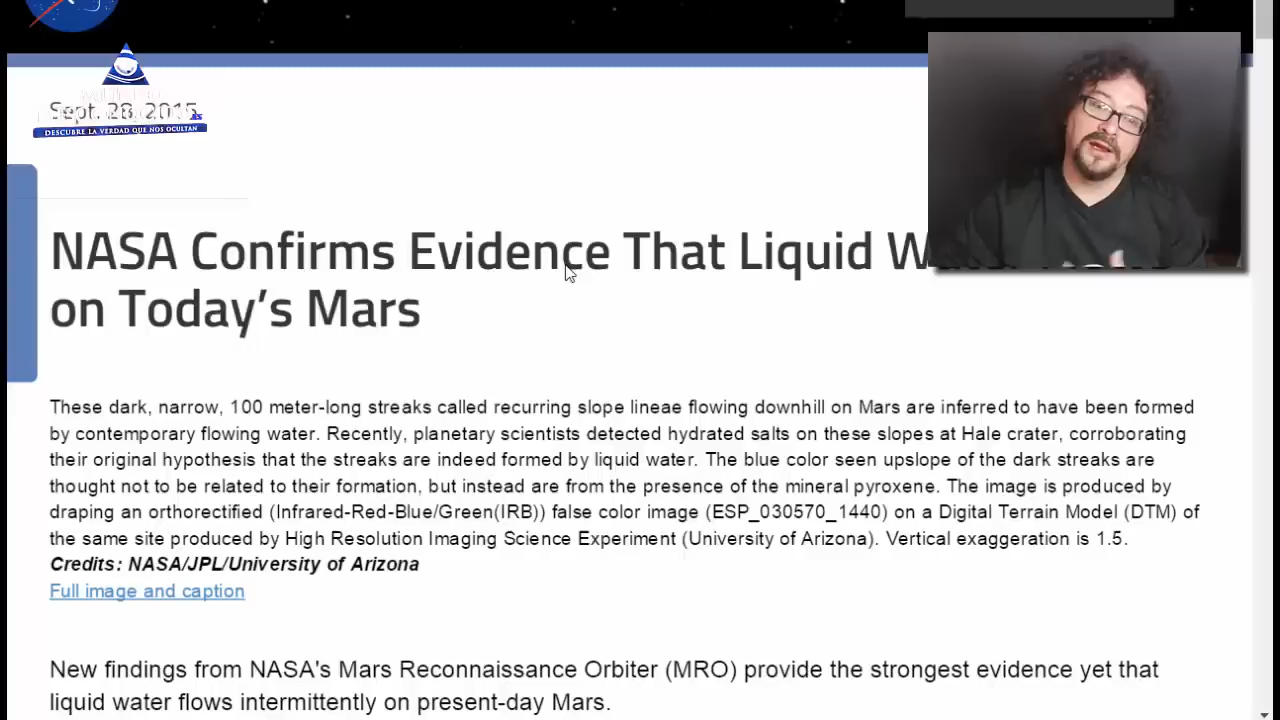 Sept. 28, 2015
DESCUBRE LA VERDAD QUE NOS OCULTAN
NASA Confirms Evidence That Liquid
on Today’s Mars
These dark, narrow, 100 meter-long streaks called recurring slope lineae flowing downhill on Mars are inferred to have been formed
by contemporary flowing water. Recently, planetary scientists detected hydrated salts on these slopes at Hale crater, corroborating
their original hypothesis that the streaks are indeed formed by liquid water. The blue color seen upslope of the dark streaks are
thought not to be related to their formation, but instead are from the presence of the mineral pyroxene. The image is produced by
draping an orthorectified (Infrared-Red-Blue/Green(IRB)) false color image (ESP_030570_1440) on a Digital Terrain Model (DTM) of
the same site produced by High Resolution Imaging Science Experiment (University of Arizona). Vertical exaggeration is 1.5.
Credits: NASA/JPL/University of Arizona
Full image and caption
New findings from NASA's Mars Reconnaissance Orbiter (MRO) provide the strongest evidence yet that
liquid water flows intermittently on present-day Mars.